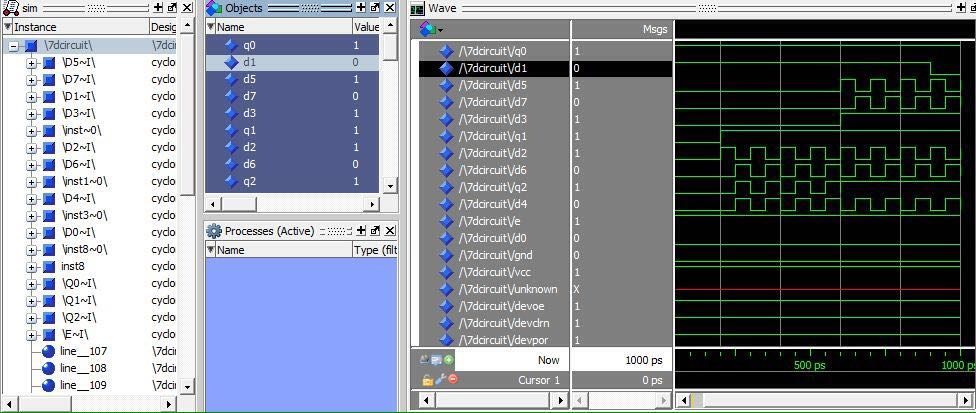 sim
Instance Design
\7dcircuit\ \7dcir
\D5~I\ cyclo
\D7~I\ cyclo
\D1~I\ cyclo
\D3~I\ cyclo
\inst~0\ cyclo
\D2~I\ cyclo
\D6~I\ cyclo
\inst1~0\ cyclo
\D4~I\ cyclo
\inst3~0\ cyclo
\D0~I\ cyclo
\inst8~0\ cyclo
inst8 cyclo
\Q0~I\ cyclo
\Q1~I\ cyclo
\Q2~I\ cyclo
\E~I\ cyclo
line__107 \7dcir
line__108 \7dcir
line__109 \7dcir
Objects
Name Value
q0 1
d1 0
d5 1
d7 0
d3 1
q1 1
d2 1
d6 0
q2 1
Processes (Active)
Name Type (filt
Wave
Msgs
/\7dcircuit\/q0 1
/\7dcircuit\/d1 0
/\7dcircuit\/d5 1
/\7dcircuit\/d7 0
/\7dcircuit\/d3 1
/\7dcircuit\/q1 1
/\7dcircuit\/d2 1
/\7dcircuit\/d6 0
/\7dcircuit\/q2 1
/\7dcircuit\/d4 0
/\7dcircuit\/e 1
/\7dcircuit\/d0 0
/\7dcircuit\/gnd 0
/\7dcircuit\/vcc 1
/\7dcircuit\/unknown X
/\7dcircuit\/devoe 1
/\7dcircuit\/devclrn 1
/\7dcircuit\/devpor 1
Now 1000 ps 500 ps 1000 ps
Cursor 1 0 ps